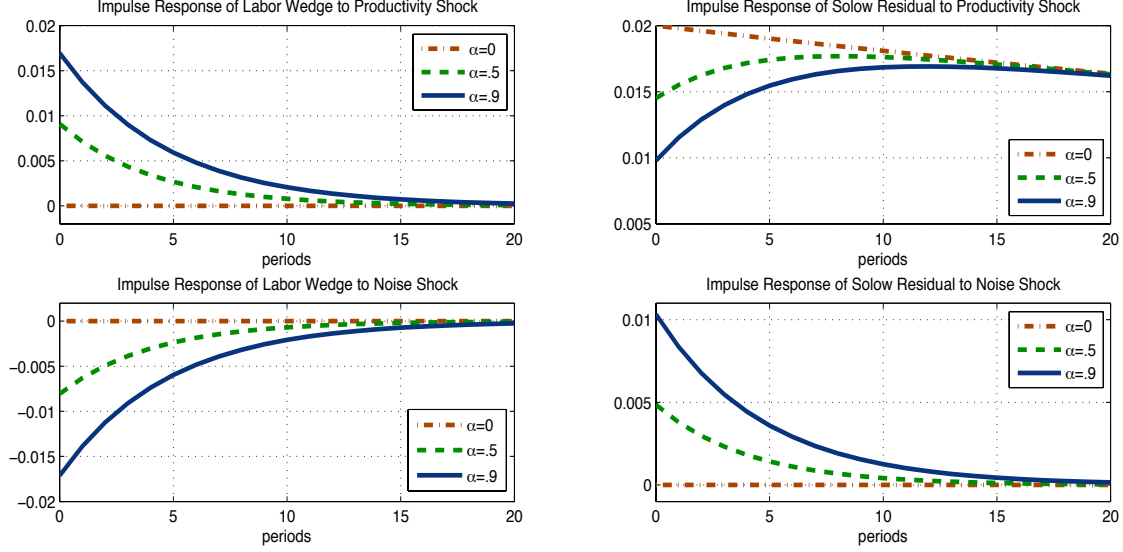 Impulse Response of Labor Wedge to Productivity Shock
0.02
0.015
0.01
0.005
0
0
5
10
15
20
periods
α=0
α=.5
α=.9
Impulse Response of Solow Residual to Productivity Shock
0.02
0.015
0.01
0.005
0
5
10
15
20
periods
α=0
α=.5
α=.9
Impulse Response of Labor Wedge to Noise Shock
0
−0.005
−0.01
−0.015
−0.02
0
5
10
15
20
periods
α=0
α=.5
α=.9
Impulse Response of Solow Residual to Noise Shock
0.01
0.005
0
0
5
10
15
20
periods
α=0
α=.5
α=.9